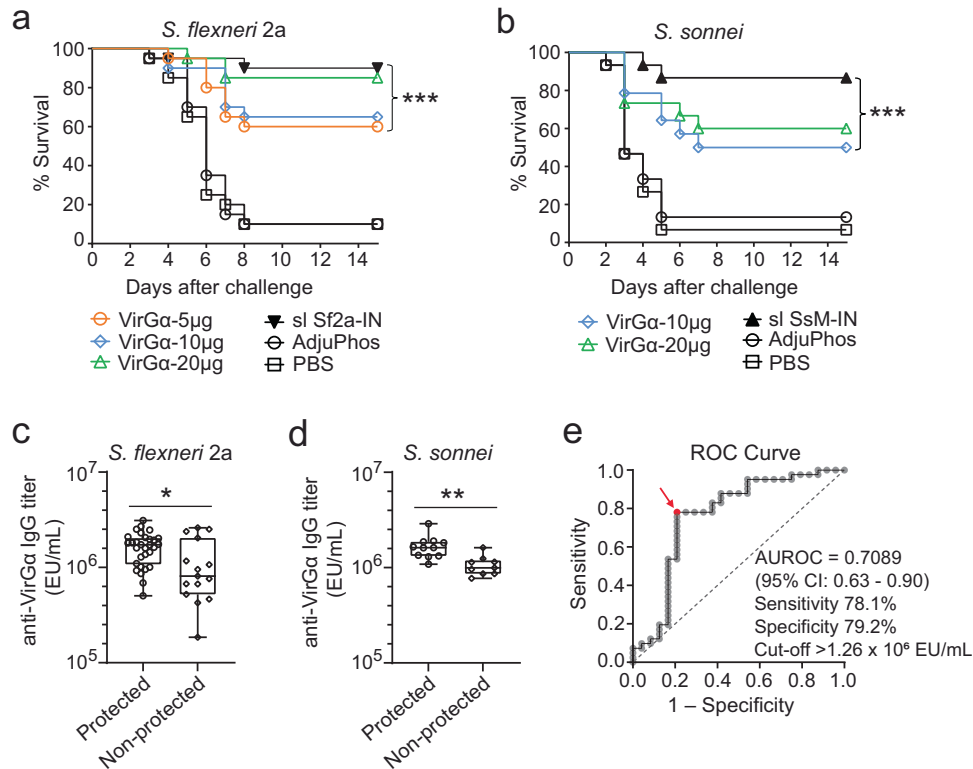 a
S. flexneri 2a
% Survival
100
80
60
40
20
0
0 2 4 6 8 10 12 14
Days after challenge
***
VirGα-5µg
VirGα-10µg
VirGα-20µg
sl Sf2a-IN
AdjuPhos
PBS
b
S. sonnei
% Survival
100
80
60
40
20
0
0 2 4 6 8 10 12 14
Days after challenge
***
VirGα-10µg
VirGα-20µg
sl SsM-IN
AdjuPhos
PBS
c
S. flexneri 2a
anti-VirGα IgG titer
(EU/mL)
10⁷
10⁶
10⁵
*
Protected
Non-protected
d
S. sonnei
anti-VirGα IgG titer
(EU/mL)
10⁷
10⁶
10⁵
**
Protected
Non-protected
e
ROC Curve
Sensitivity
1.0
0.8
0.6
0.4
0.2
0.0
0.0 0.2 0.4 0.6 0.8 1.0
1 – Specificity
AUROC = 0.7089
(95% CI: 0.63 - 0.90)
Sensitivity 78.1%
Specificity 79.2%
Cut-off >1.26 x 10⁶ EU/mL